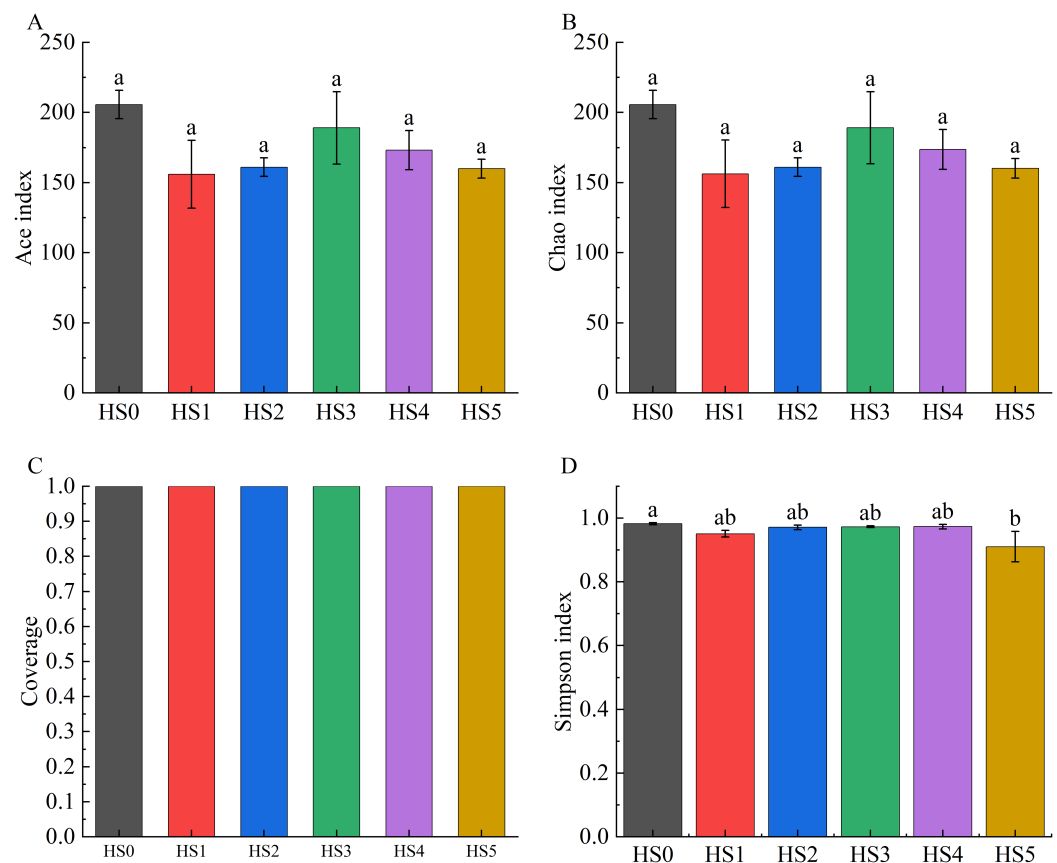 A
250
200
150
100
50
0
Ace index
a
a
a
a
a
a
HS0 HS1 HS2 HS3 HS4 HS5
B
250
200
150
100
50
0
Chao index
a
a
a
a
a
a
HS0 HS1 HS2 HS3 HS4 HS5
C
1.0
0.9
0.8
0.7
0.6
0.5
0.4
0.3
0.2
0.1
0.0
Coverage
HS0 HS1 HS2 HS3 HS4 HS5
D
1.0
0.8
0.6
0.4
0.2
0.0
Simpson index
a ab ab ab ab b
HS0 HS1 HS2 HS3 HS4 HS5